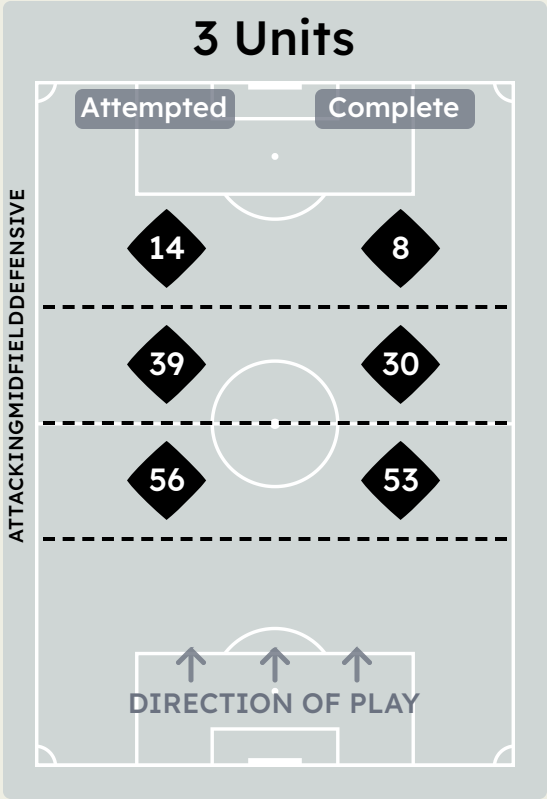 3 Units
Attempted Complete
ATTACKINGMIDFIELDDEFENSIVE
14 8
39 30
56 53
DIRECTION OF PLAY